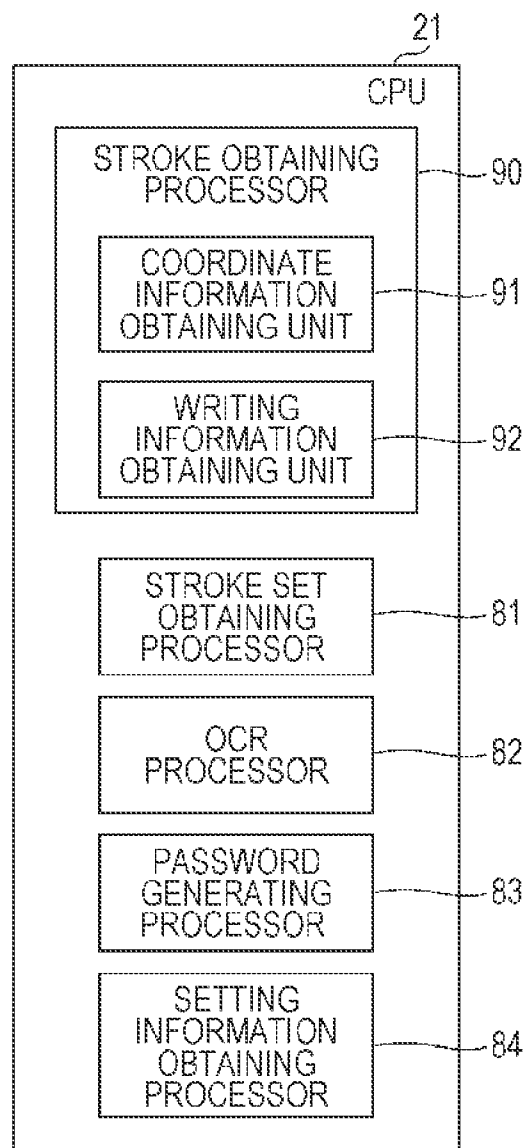 21
CPU
STROKE OBTAINING
PROCESSOR
90
COORDINATE
INFORMATION
OBTAINING UNIT
91
WRITING
INFORMATION
OBTAINING UNIT
92
STROKE SET
OBTAINING
PROCESSOR
81
OCR
PROCESSOR
82
PASSWORD
GENERATING
PROCESSOR
83
SETTING
INFORMATION
OBTAINING
PROCESSOR
84